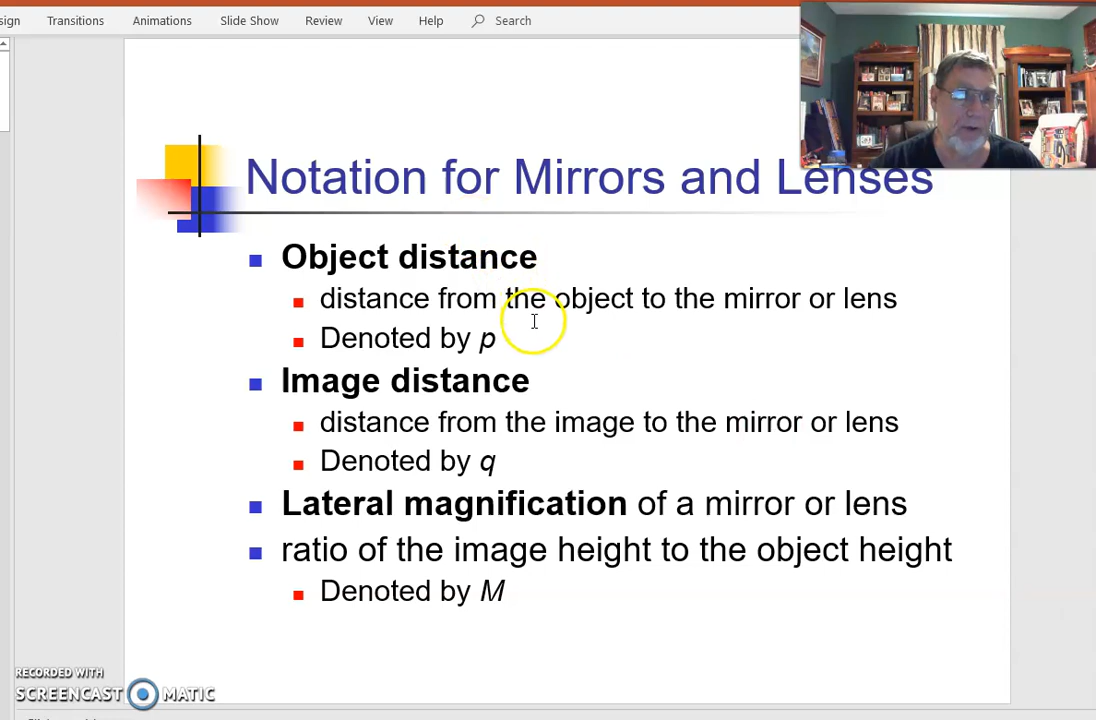 sign Transitions Animations Slide Show Review View Help Search
Notation for Mirrors and Lenses
Object distance
distance from the object to the mirror or lens
Denoted by p
Image distance
distance from the image to the mirror or lens
Denoted by q
Lateral magnification of a mirror or lens
ratio of the image height to the object height
Denoted by M
RECORDED WITH
SCREENCAST MATIC